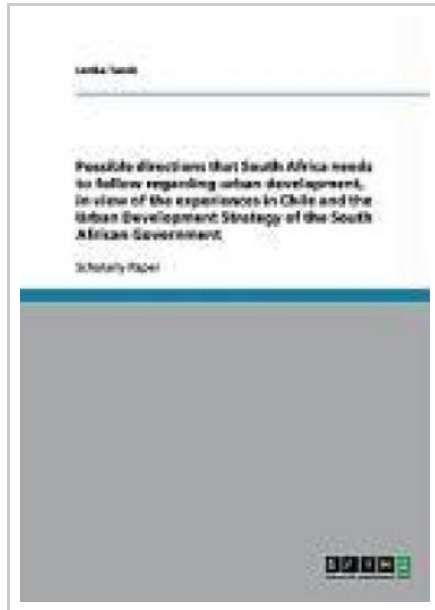 Possible directions that South Africa needs
to follow regarding urban development,
in view of the experiences in Chile and the
Urban Development Strategy of the South
African Government
Scholarly Paper
GRIN